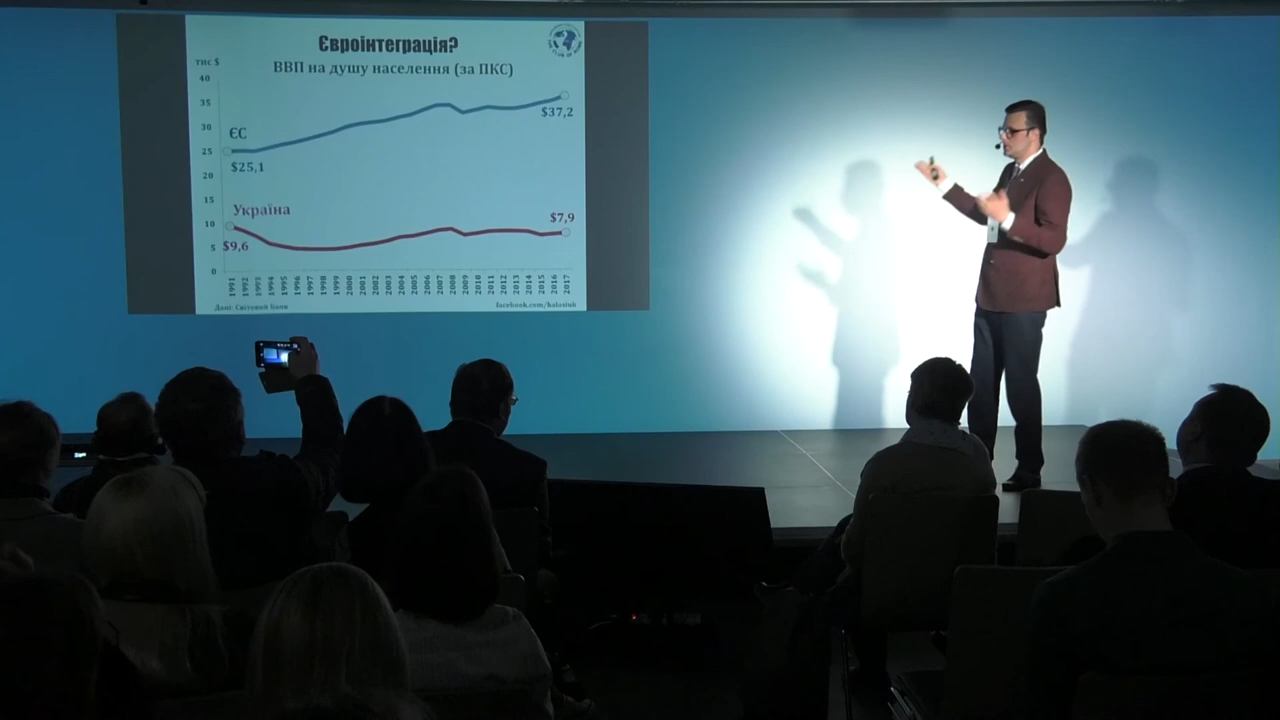 Євроінтеграція?
ВВП на душу населення (за ПКС)
тис $
40
35
30
25
20
15
10
5
0
ЄС
$25,1
$37,2
Україна
$9,6
$7,9
1991 1992 1993 1994 1995 1996 1997 1998 1999 2000 2001 2002 2003 2004 2005 2006 2007 2008 2009 2010 2011 2012 2013 2014 2015 2016 2017
Дані: Світовий Банк
facebook.com/halasiuk